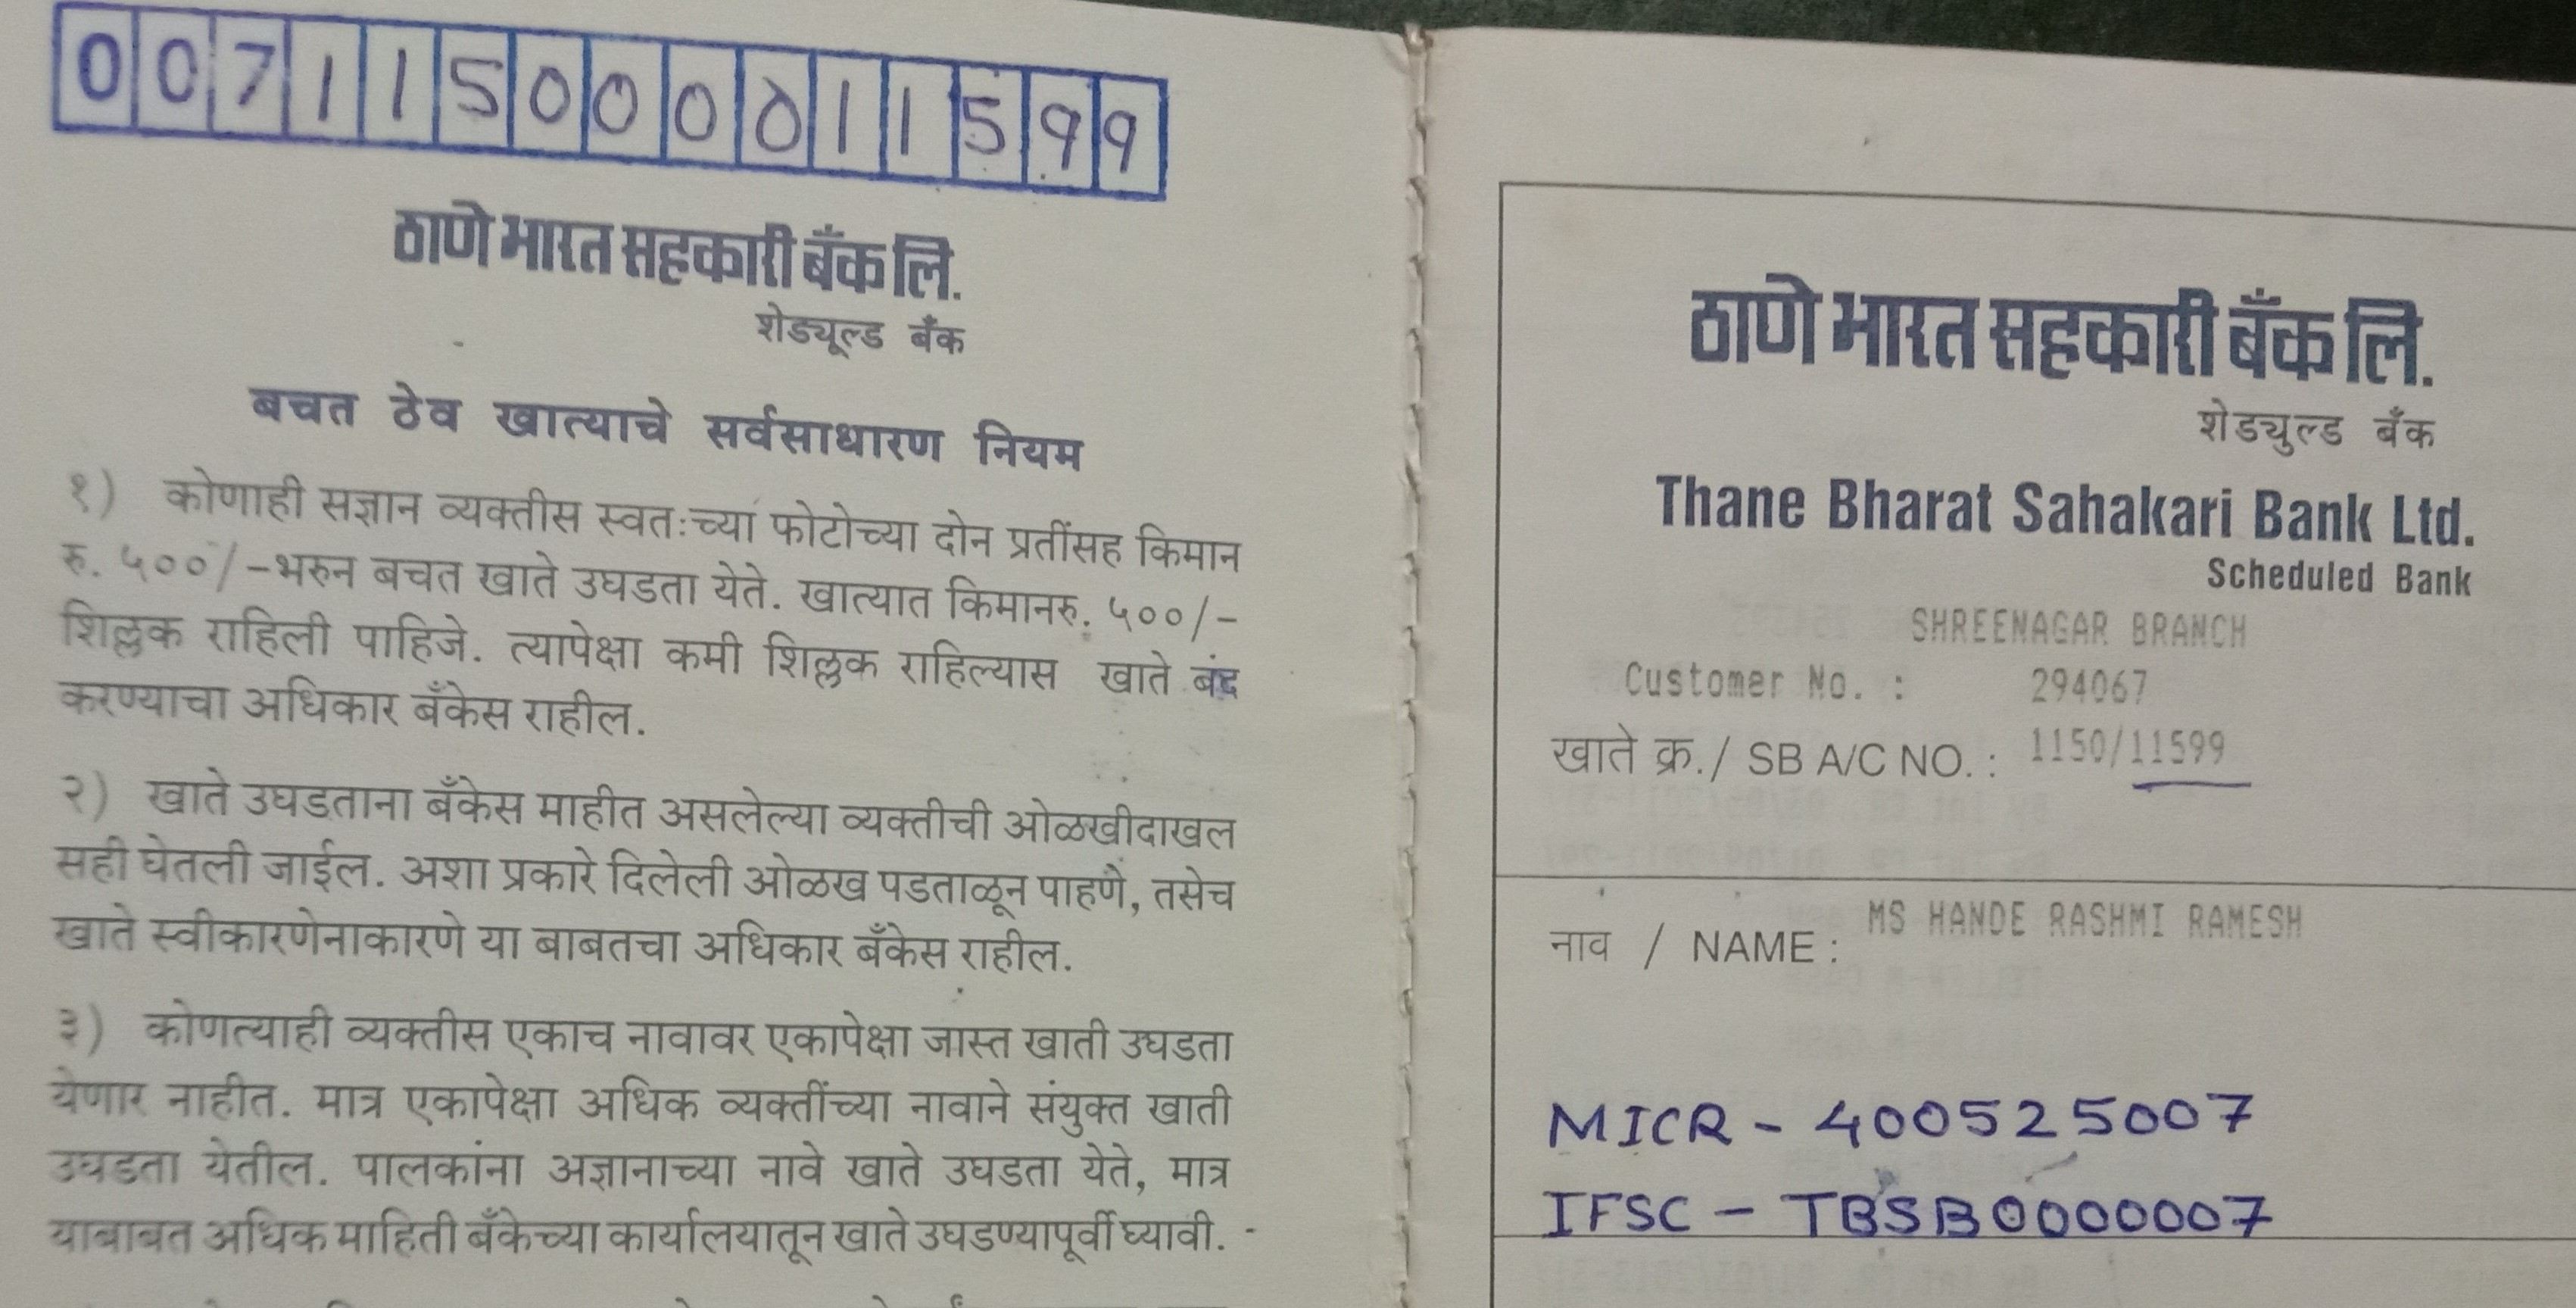 007115000011599
ठाणे भारत सहकारी बँक लि.
शेड्यूल्ड बँक
बचत ठेव खात्याचे सर्वसाधारण नियम
१) कोणाही सज्ञान व्यक्तीस स्वतःच्या फोटोच्या दोन प्रतींसह किमान
रु. ५००/-भरुन बचत खाते उघडता येते. खात्यात किमानरु. ५००/-
शिल्लक राहिली पाहिजे. त्यापेक्षा कमी शिल्लक राहिल्यास खाते बंद
करण्याचा अधिकार बँकेस राहील.
२) खाते उघडताना बँकेस माहीत असलेल्या व्यक्तीची ओळखीदाखल
सही घेतली जाईल. अशा प्रकारे दिलेली ओळख पडताळून पाहणे, तसेच
खाते स्वीकारणेनाकारणे या बाबतचा अधिकार बँकेस राहील.
३) कोणत्याही व्यक्तीस एकाच नावावर एकापेक्षा जास्त खाती उघडता
येणार नाहीत. मात्र एकापेक्षा अधिक व्यक्तींच्या नावाने संयुक्त खाती
उघडता येतील. पालकांना अज्ञानाच्या नावे खाते उघडता येते, मात्र
याबाबत अधिक माहिती बँकेच्या कार्यालयातून खाते उघडण्यापूर्वी घ्यावी.
ठाणे भारत सहकारी बँक लि.
शेड्युल्ड बँक
Thane Bharat Sahakari Bank Ltd.
Scheduled Bank
SHREENAGAR BRANCH
Customer No. : 294067
खाते क्र./ SB A/C NO. : 1150/11599
नाव / NAME : MS HANDE RASHMI RAMESH
MICR - 400525007
IFSC - TBSB0000007